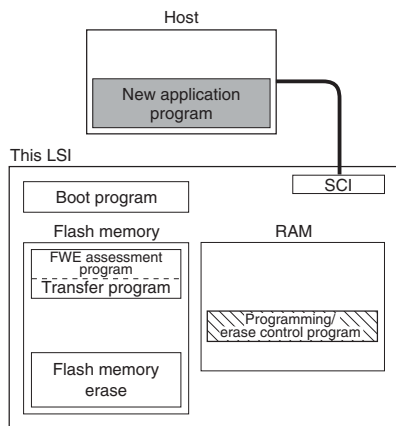 Host
New application
program
This LSI
SCI
Boot program
Flash memory
RAM
FWE assessment
program
Transfer program
Programming/
erase control program
Flash memory
erase